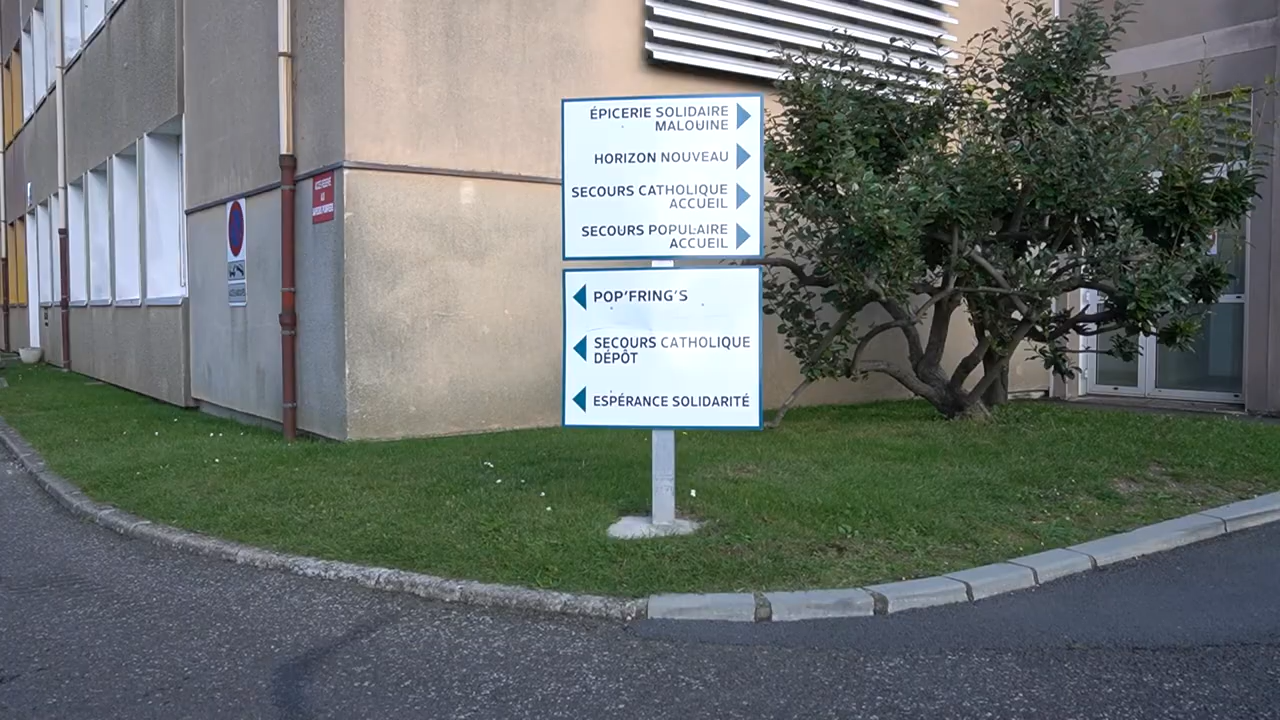 ÉPICERIE SOLIDAIRE
MALOUINE
HORIZON NOUVEAU
SECOURS CATHOLIQUE
ACCUEIL
SECOURS POPULAIRE
ACCUEIL
POP'FRING'S
SECOURS CATHOLIQUE
DÉPÔT
ESPÉRANCE SOLIDARITÉ